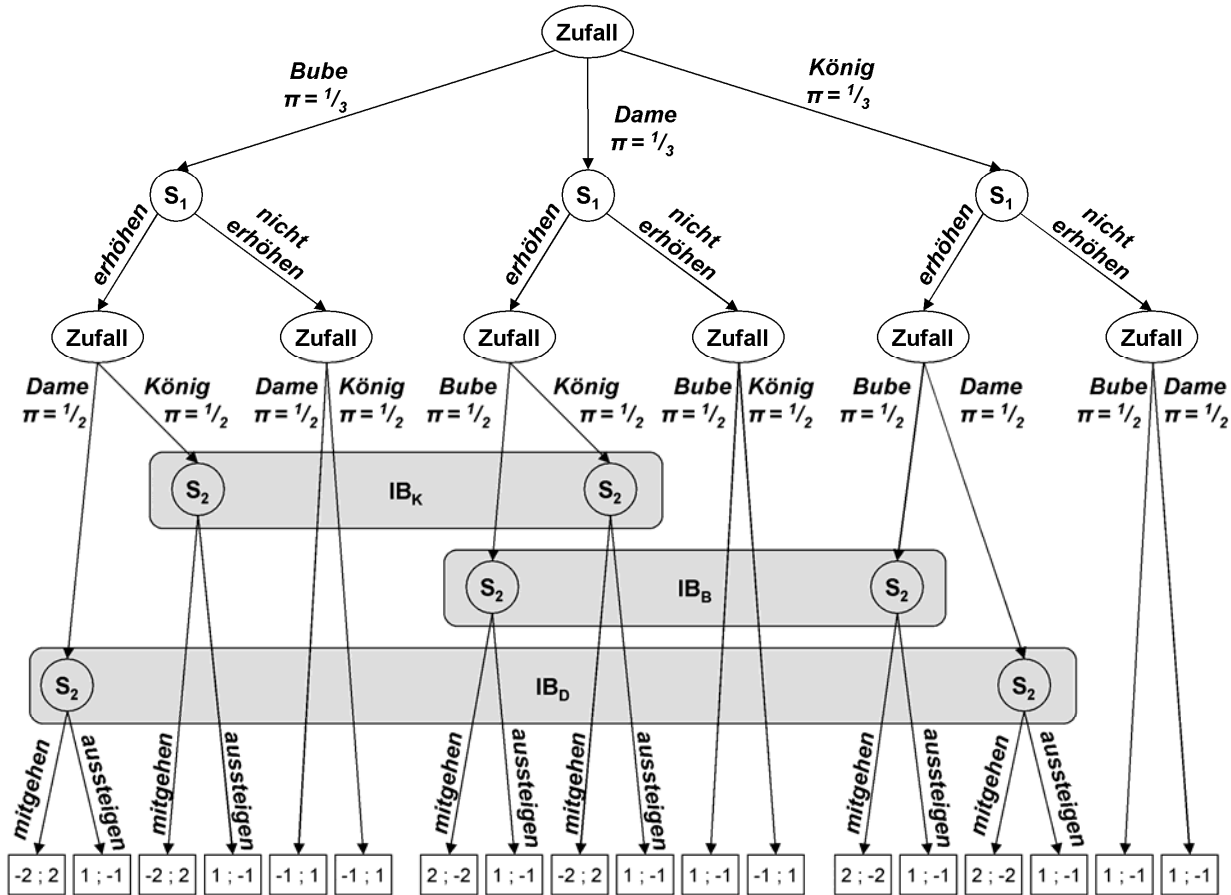 Zufall
Bube
π = 1/3
Dame
π = 1/3
König
π = 1/3
S1
S1
S1
erhöhen
nicht
erhöhen
erhöhen
nicht
erhöhen
erhöhen
nicht
erhöhen
Zufall
Zufall
Zufall
Zufall
Zufall
Zufall
Dame
π = 1/2
König
π = 1/2
Dame
π = 1/2
König
π = 1/2
Bube
π = 1/2
König
π = 1/2
Bube
π = 1/2
König
π = 1/2
Bube
π = 1/2
Dame
π = 1/2
Bube
π = 1/2
Dame
π = 1/2
S2
IBK
S2
S2
IBB
S2
S2
IBD
S2
mitgehen
aussteigen
mitgehen
aussteigen
mitgehen
aussteigen
mitgehen
aussteigen
mitgehen
aussteigen
mitgehen
aussteigen
-2 ; 2
1 ; -1
-2 ; 2
1 ; -1
-1 ; 1
-1 ; 1
2 ; -2
1 ; -1
-2 ; 2
1 ; -1
1 ; -1
-1 ; 1
2 ; -2
1 ; -1
2 ; -2
1 ; -1
1 ; -1
1 ; -1